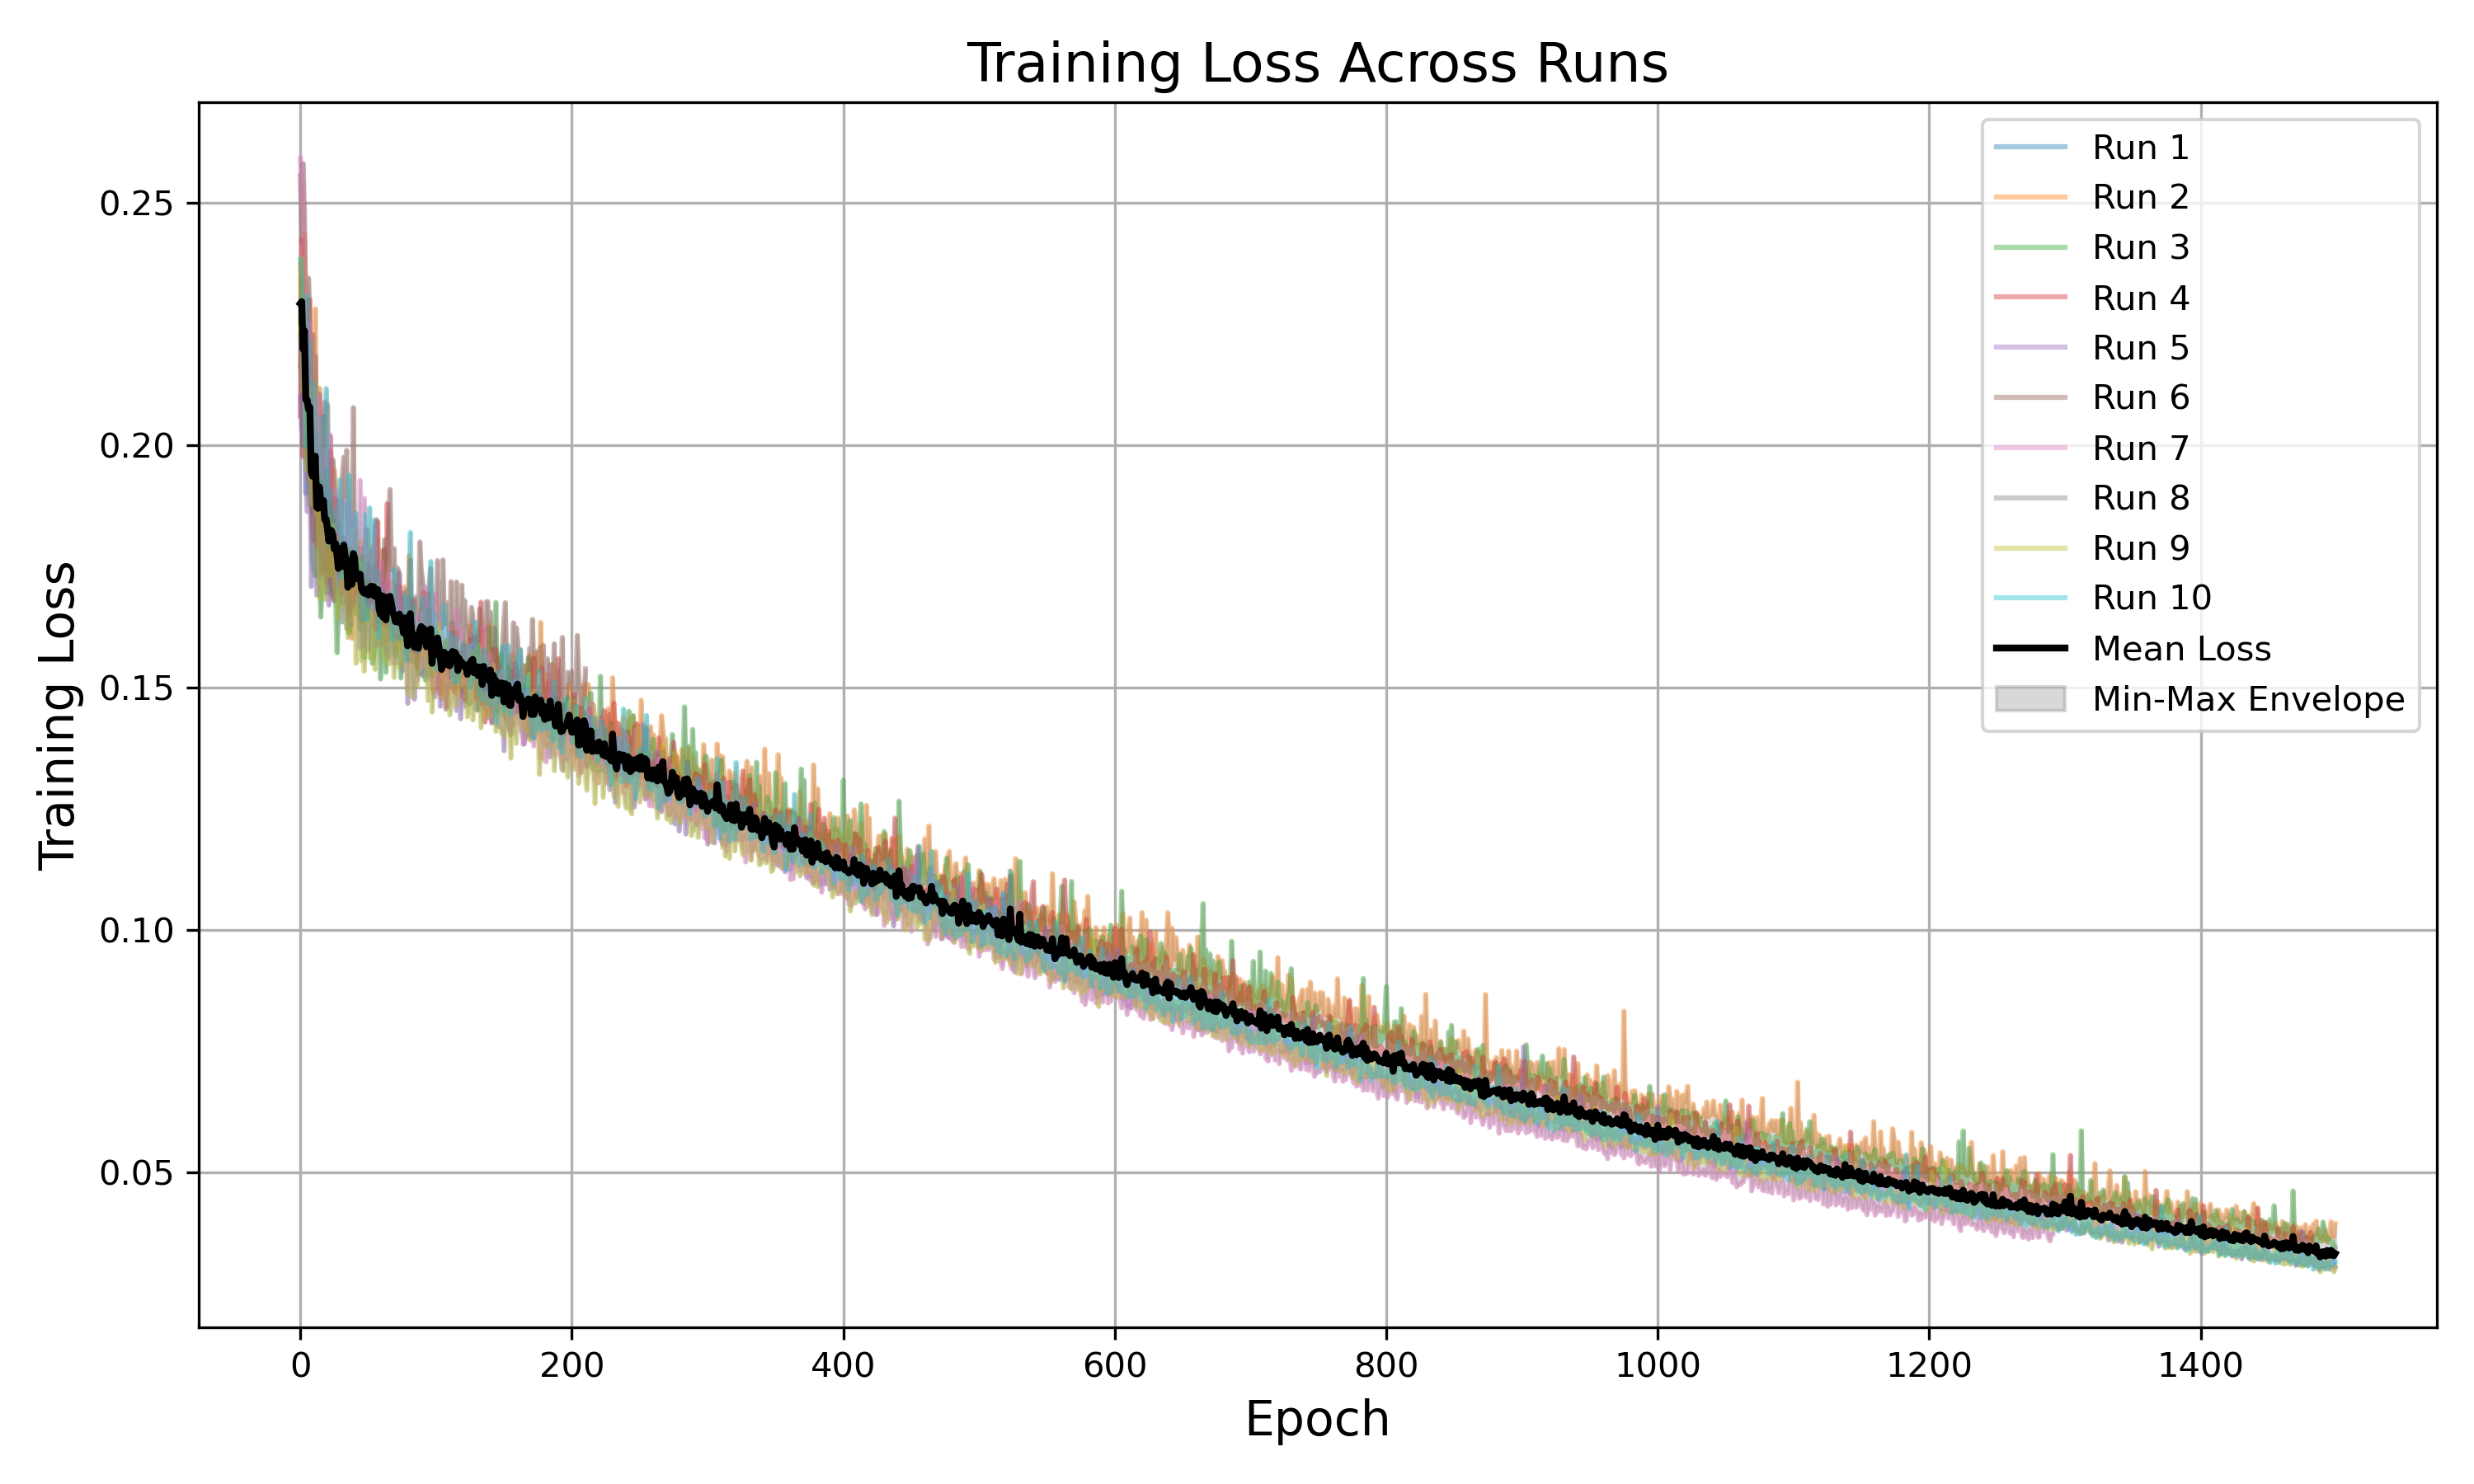 Training Loss Across Runs
Training Loss
0.25
0.20
0.15
0.10
0.05
0 200 400 600 800 1000 1200 1400
Epoch
Run 1
Run 2
Run 3
Run 4
Run 5
Run 6
Run 7
Run 8
Run 9
Run 10
Mean Loss
Min-Max Envelope